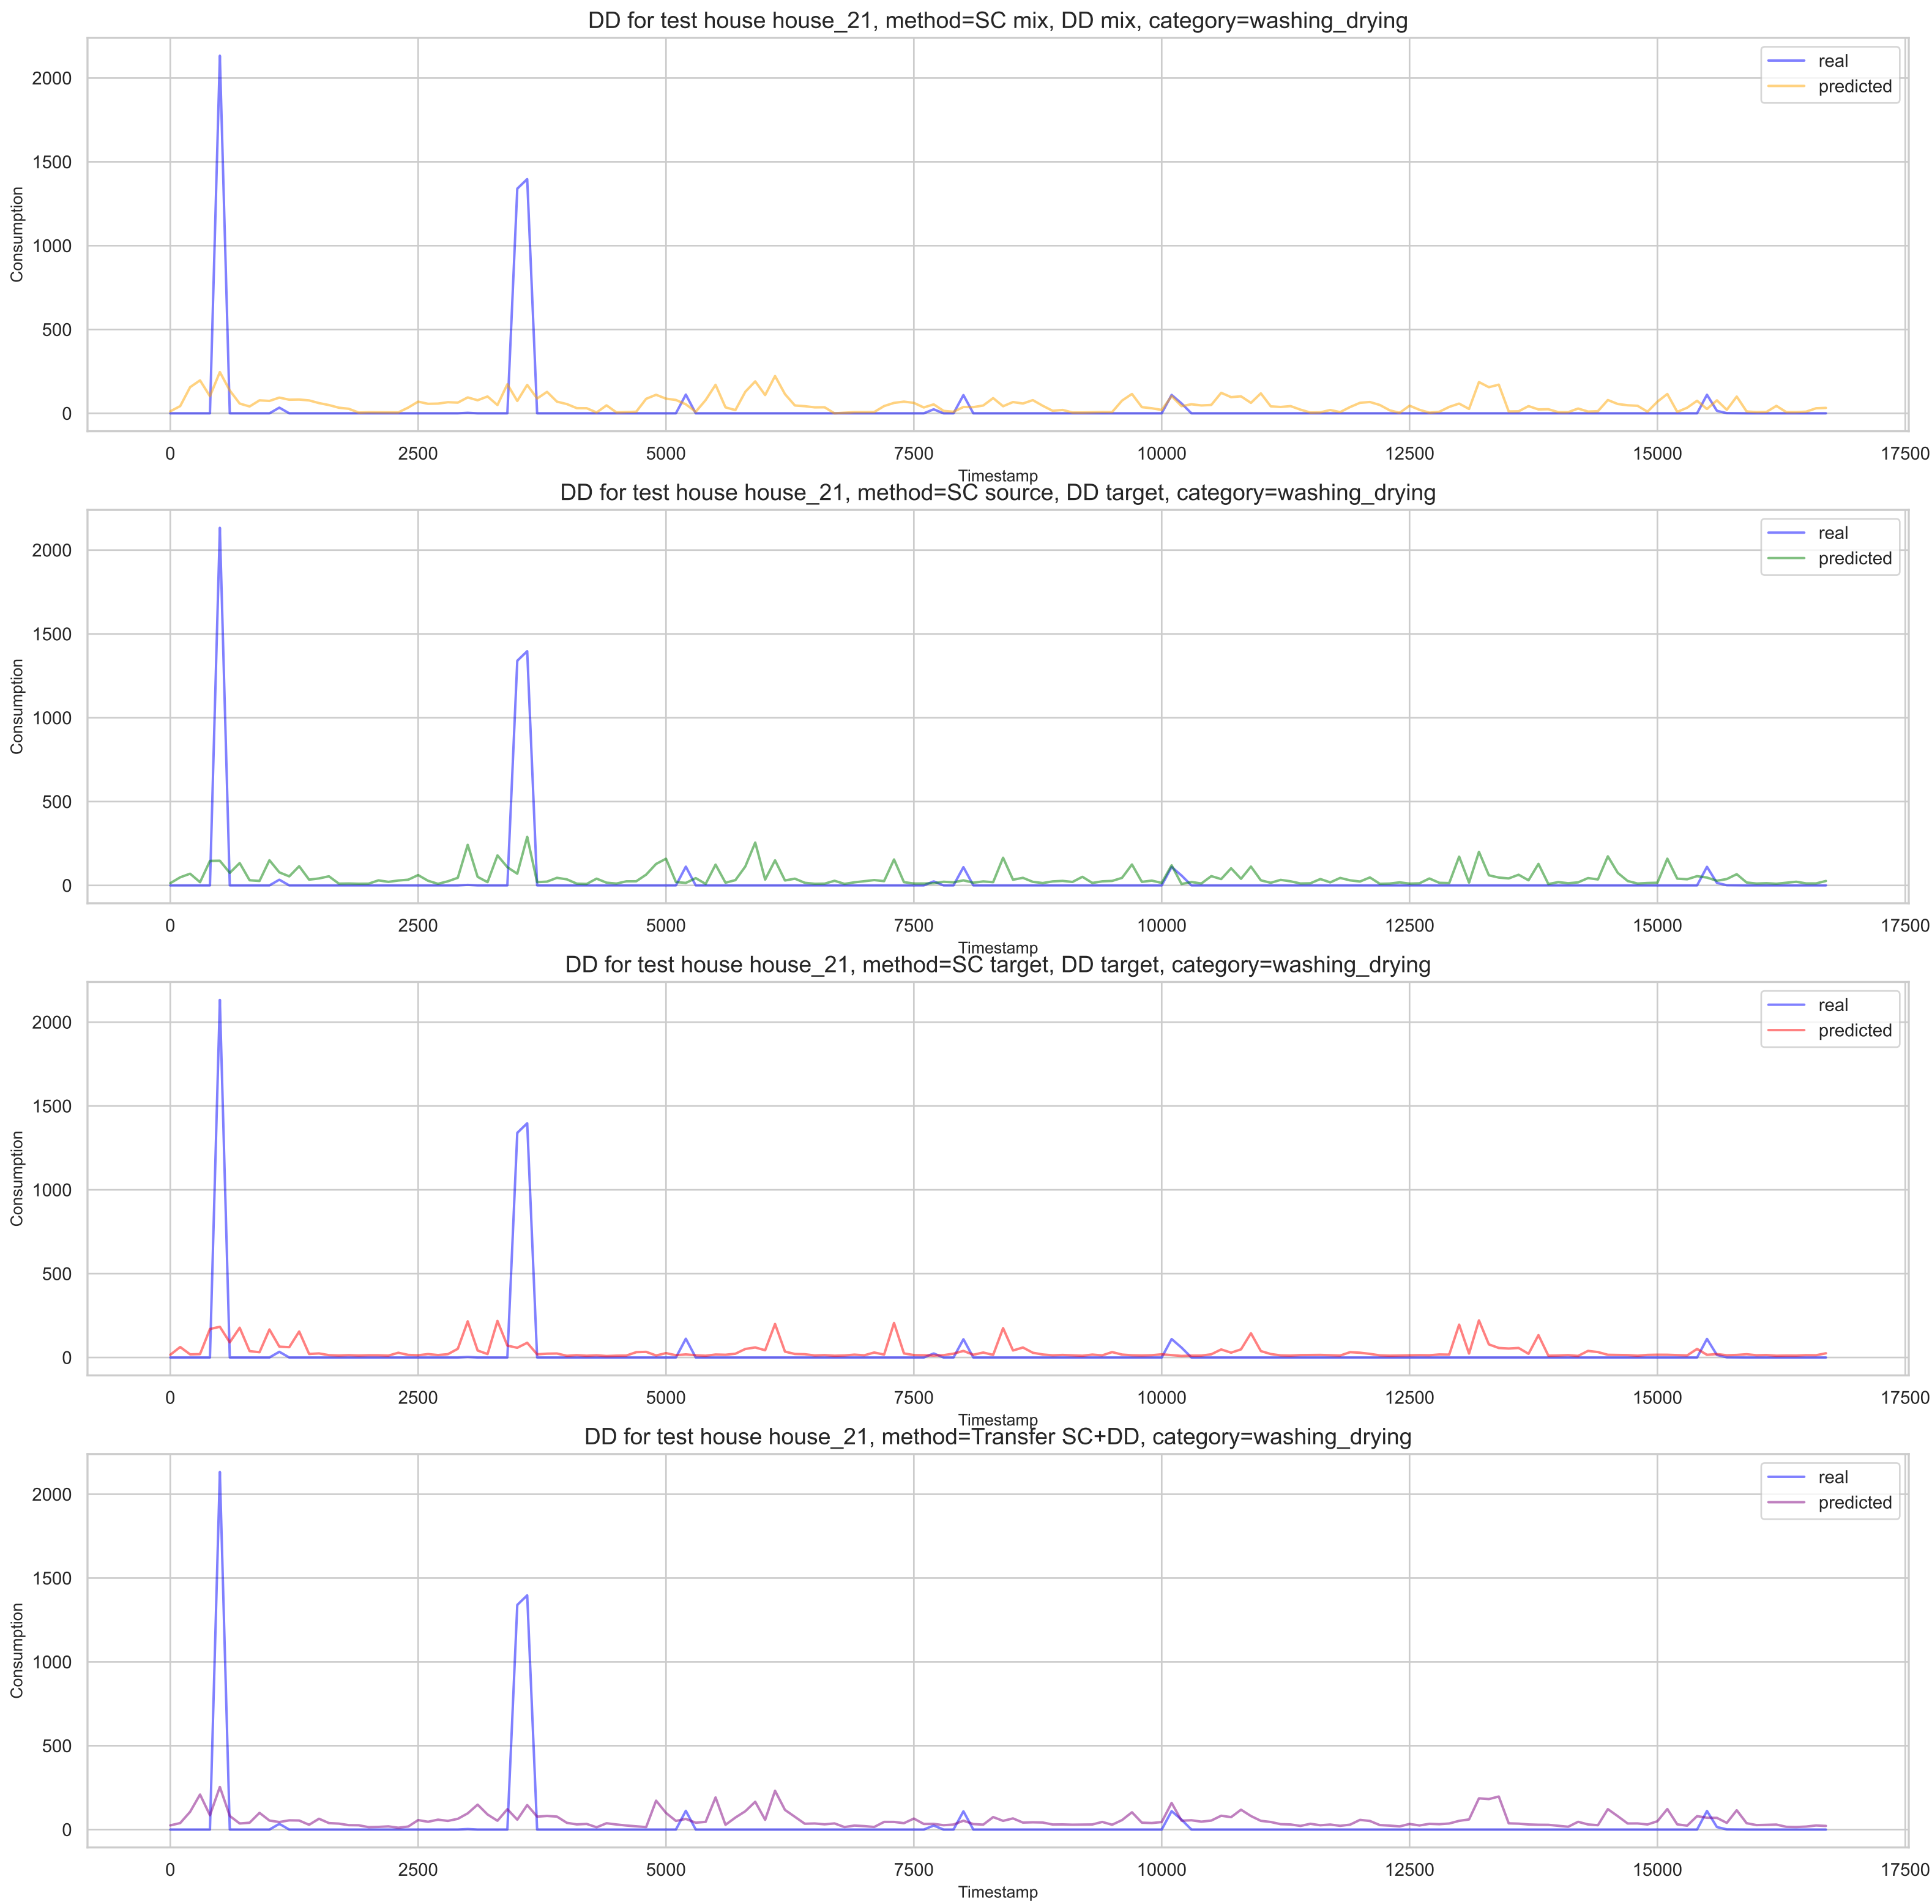 DD for test house house_21, method=SC mix, DD mix, category=washing_drying
real
predicted
2000
1500
1000
500
0
Consumption
0 2500 5000 7500 10000 12500 15000 17500
Timestamp
DD for test house house_21, method=SC source, DD target, category=washing_drying
real
predicted
2000
1500
1000
500
0
Consumption
0 2500 5000 7500 10000 12500 15000 17500
Timestamp
DD for test house house_21, method=SC target, DD target, category=washing_drying
real
predicted
2000
1500
1000
500
0
Consumption
0 2500 5000 7500 10000 12500 15000 17500
Timestamp
DD for test house house_21, method=Transfer SC+DD, category=washing_drying
real
predicted
2000
1500
1000
500
0
Consumption
0 2500 5000 7500 10000 12500 15000 17500
Timestamp